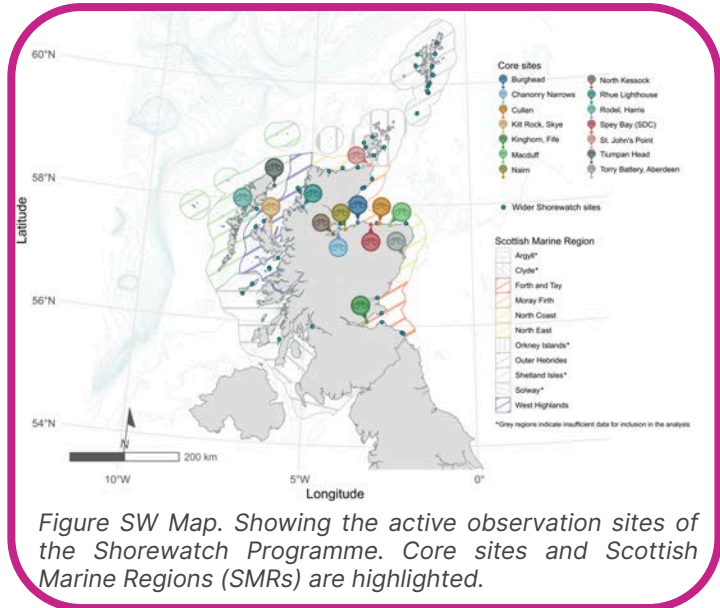 60°N
58°N
56°N
54°N
Latitude
N
200 km
10°W
5°W
0°
Longitude
Core sites
Burghead
Chanonry Narrows
Cullen
Kilt Rock, Skye
Kinghorn, Fife
Macduff
Nairn
North Kessock
Rhue Lighthouse
Rodel, Harris
Spey Bay (SDC)
St. John's Point
Tiumpan Head
Torry Battery, Aberdeen
Wider Shorewatch sites
Scottish Marine Region
Argyll*
Clyde*
Forth and Tay
Moray Firth
North Coast
North East
Orkney Islands*
Outer Hebrides
Shetland Isles*
Solway*
West Highlands
*Grey regions indicate insufficient data for inclusion in the analysis
Figure SW Map. Showing the active observation sites of
the Shorewatch Programme. Core sites and Scottish
Marine Regions (SMRs) are highlighted.